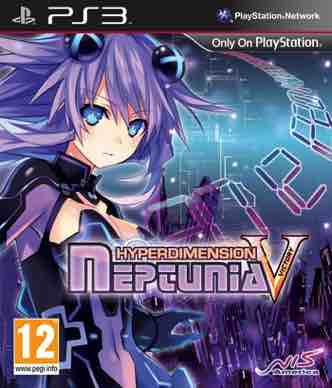 PS3
PlayStation®Network
Only On PlayStation®
HYPERDIMENSION
NEPTUNIA V
VICTORY
12
www.pegi.info
NIS
America